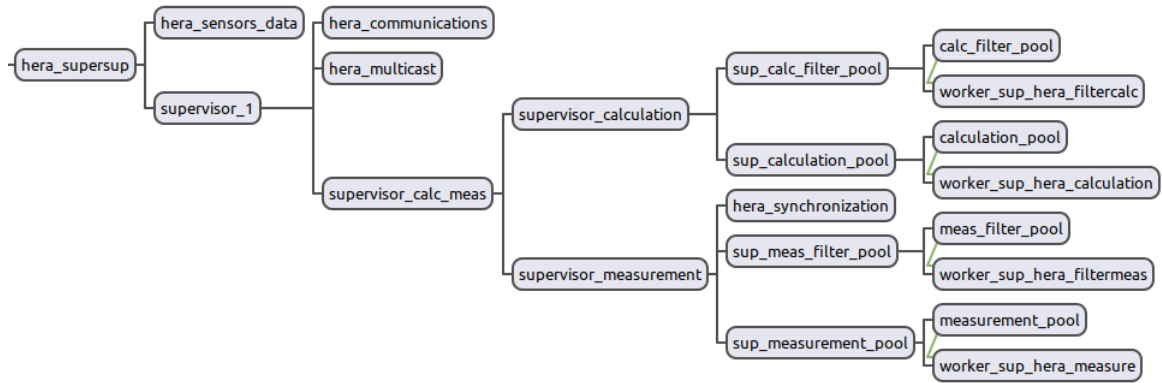 hera_supersup
hera_sensors_data
supervisor_1
hera_communications
hera_multicast
supervisor_calc_meas
supervisor_calculation
supervisor_measurement
sup_calc_filter_pool
sup_calculation_pool
hera_synchronization
sup_meas_filter_pool
sup_measurement_pool
calc_filter_pool
worker_sup_hera_filtercalc
calculation_pool
worker_sup_hera_calculation
meas_filter_pool
worker_sup_hera_filtermeas
measurement_pool
worker_sup_hera_measure